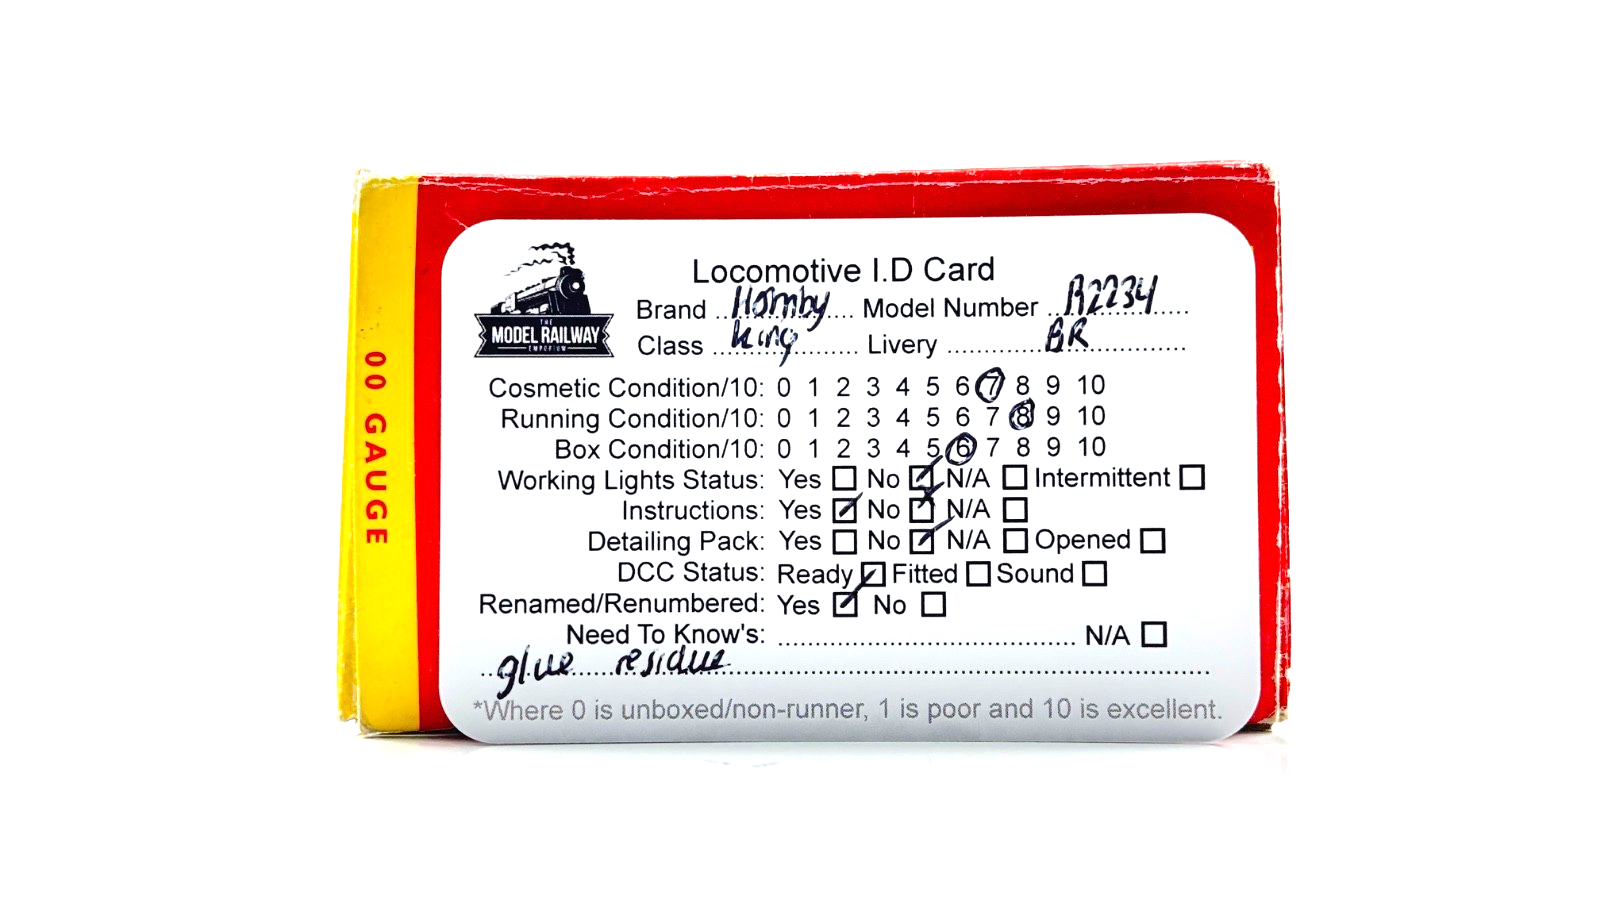 00 GAUGE
THE
MODEL RAILWAY
EMPORIUM
Locomotive I.D Card
Brand ..Hornby.... Model Number ..R2234.....
Class ...King......... Livery .............BR..............
Cosmetic Condition/10: 0 1 2 3 4 5 6 7 8 9 10
Running Condition/10: 0 1 2 3 4 5 6 7 8 9 10
Box Condition/10: 0 1 2 3 4 5 6 7 8 9 10
Working Lights Status: Yes ☐ No ☑ N/A ☐ Intermittent ☐
Instructions: Yes ☑ No ☒ N/A ☐
Detailing Pack: Yes ☐ No ☑ N/A ☐ Opened ☐
DCC Status: Ready ☑ Fitted ☐ Sound ☐
Renamed/Renumbered: Yes ☑ No ☐
Need To Know's: ........................................ N/A ☐
glue residue
*Where 0 is unboxed/non-runner, 1 is poor and 10 is excellent.